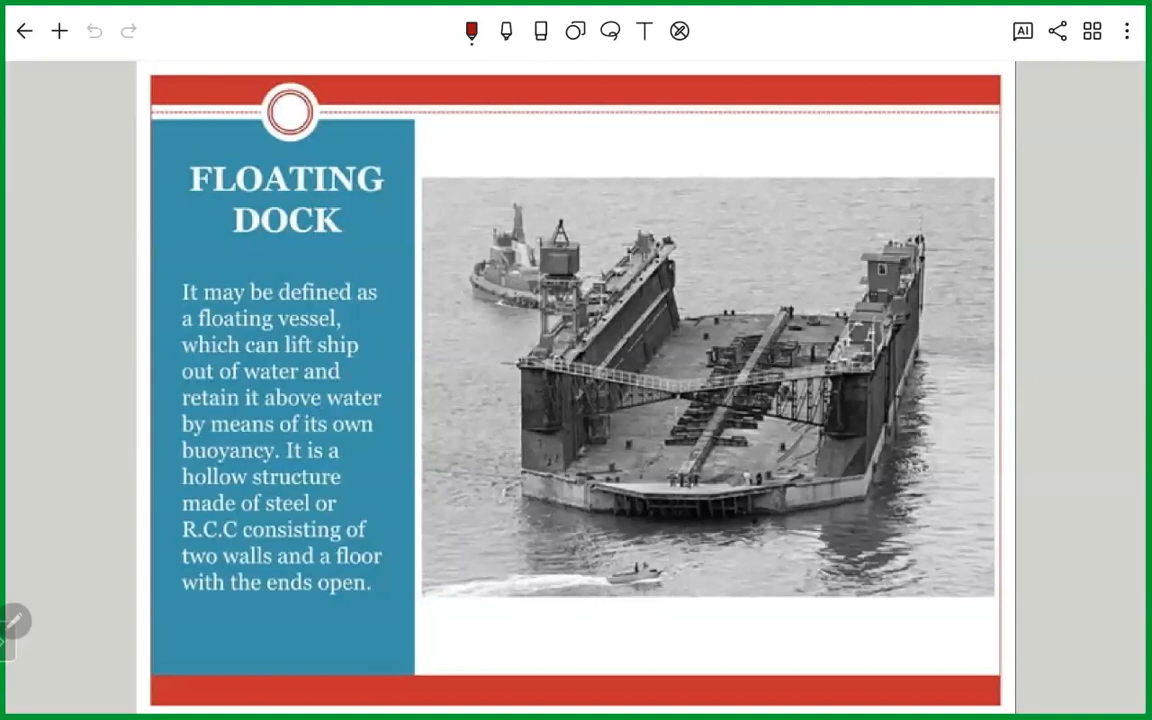 AI
T
FLOATING
DOCK
It may be defined as
a floating vessel,
which can lift ship
out of water and
retain it above water
by means of its own
buoyancy. It is a
hollow structure
made of steel or
R.C.C consisting of
two walls and a floor
with the ends open.